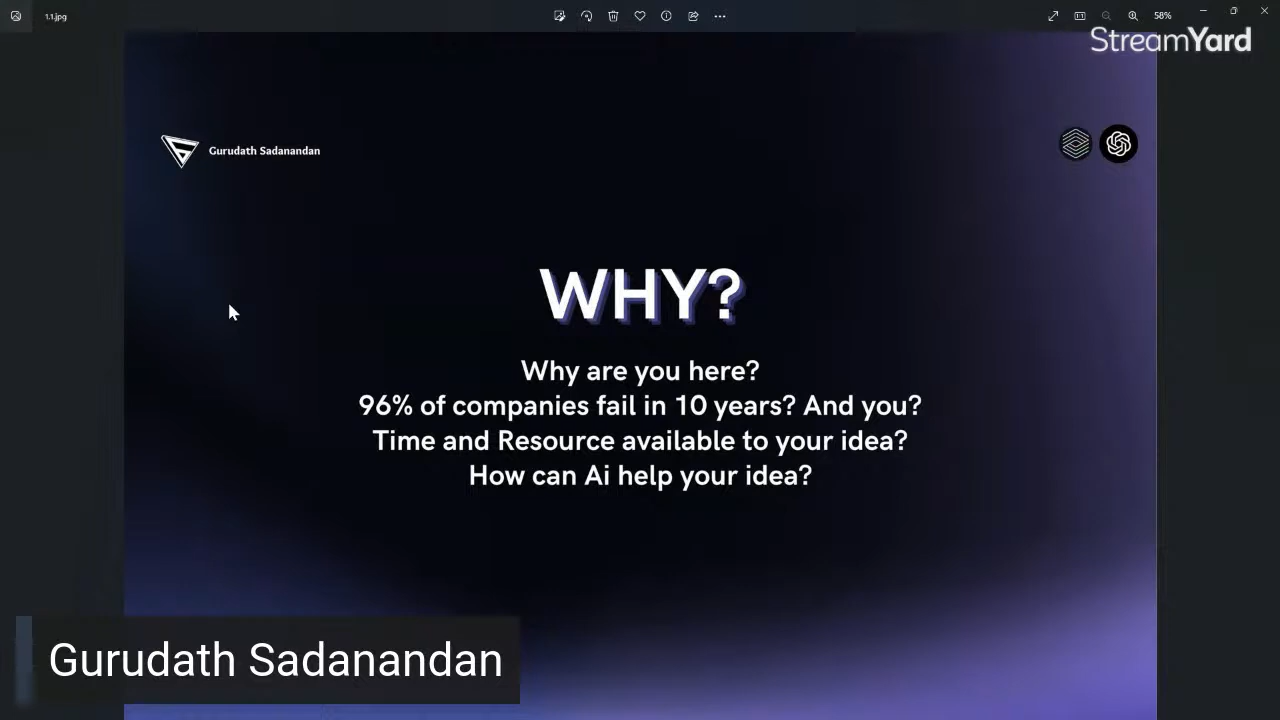 1.1.jpg
58%
StreamYard
Gurudath Sadanandan
WHY?
Why are you here?
96% of companies fail in 10 years? And you?
Time and Resource available to your idea?
How can Ai help your idea?
Gurudath Sadanandan